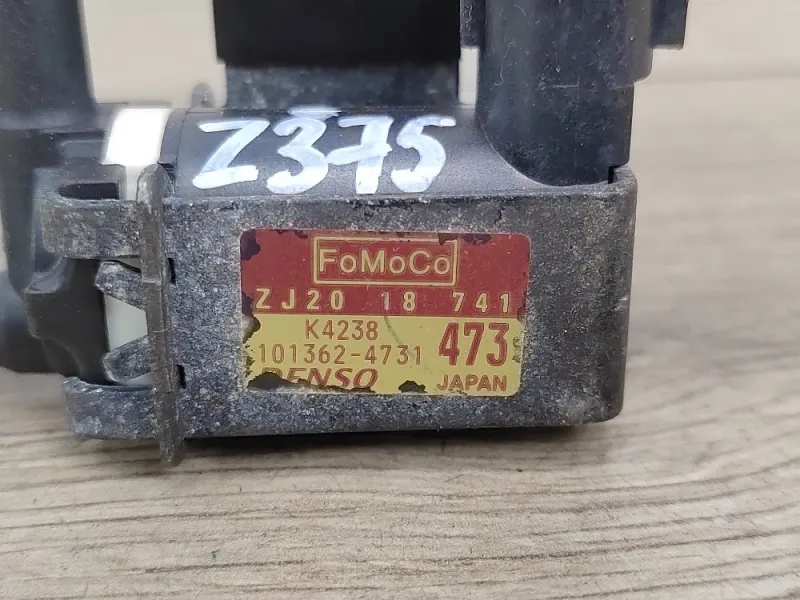 Z375
FoMoCo
ZJ20 18 741
K4238
101362-4731 473
DENSO JAPAN